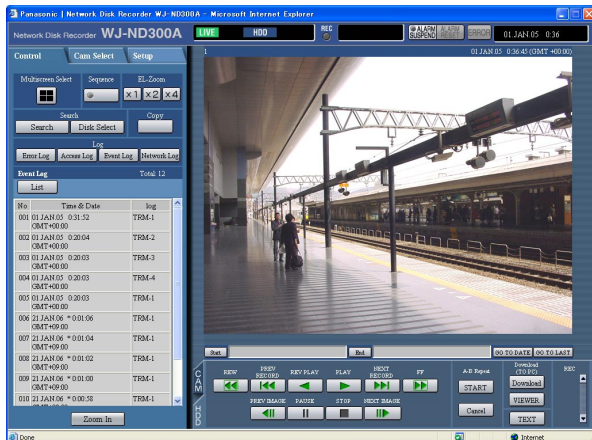 Panasonic | Network Disk Recorder WJ-ND300A - Microsoft Internet Explorer
Network Disk Recorder WJ-ND300A
LIVE HDD REC ALARM SUSPEND ALARM RESET ERROR 01 JAN.05 0:36
Control Cam Select Setup
1 01 JAN.05 0:36:45 (GMT +00:00)
Multiscreen Select Sequence EL-Zoom
x1 x2 x4
Search Copy
Search Disk Select
Log
Error Log Access Log Event Log Network Log
Event Log Total: 12
List
No Time & Date log
001 01 JAN.05 0:31:52 TRM-1
GMT+00:00
002 01 JAN.05 0:20:04 TRM-2
GMT+00:00
003 01 JAN.05 0:20:03 TRM-3
GMT+00:00
004 01 JAN.05 0:20:03 TRM-4
GMT+00:00
005 01 JAN.05 0:20:03 TRM-1
GMT+00:00
006 21 JAN.06 * 0:01:06 TRM-1
GMT+09:00
007 21 JAN.06 * 0:01:04 TRM-1
GMT+09:00
008 21 JAN.06 * 0:01:02 TRM-1
GMT+09:00
009 21 JAN.06 * 0:01:00 TRM-1
GMT+09:00
010 21 JAN.06 * 0:00:58 TRM-1
Zoom In
Start End GO TO DATE GO TO LAST
CAM
HDD
REW PREV RECORD REV PLAY PLAY NEXT RECORD FF
PREV IMAGE PAUSE STOP NEXT IMAGE
A-B Repeat
START
Cancel
Download (TO PC)
Download
VIEWER
TEXT
REC
Done Internet